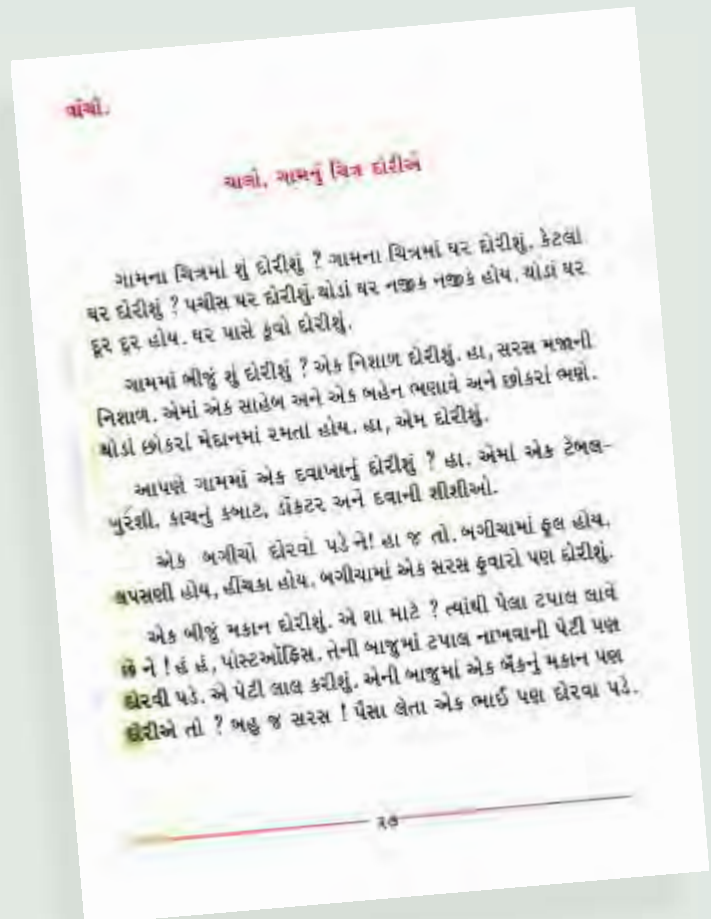 વાંચો.
ચાલો, ગામનું ચિત્ર દોરીએ
ગામના ચિત્રમાં શું દોરીશું ? ગામના ચિત્રમાં ઘર દોરીશું. કેટલાં
ઘર દોરીશું ? પચીસ ઘર દોરીશું. થોડાં ઘર નજીક નજીક હોય. થોડાં ઘર
દૂર દૂર હોય. ઘર પાસે કૂવો દોરીશું.
ગામમાં બીજું શું દોરીશું ? એક નિશાળ દોરીશું. હા, સરસ મજાની
નિશાળ. એમાં એક સાહેબ અને એક બહેન ભણાવે અને છોકરાં ભણે.
થોડાં છોકરાં મેદાનમાં રમતાં હોય. હા, એમ દોરીશું.
આપણે ગામમાં એક દવાખાનું દોરીશું ? હા. એમાં એક ટેબલ-
ખુરશી, કાચનું કબાટ, ડૉક્ટર અને દવાની શીશીઓ.
એક બગીચો દોરવો પડે ને! હા જ તો. બગીચામાં ફૂલ હોય,
લપસણી હોય, હીંચકા હોય. બગીચામાં એક સરસ ફુવારો પણ દોરીશું.
એક બીજું મકાન દોરીશું. એ શા માટે ? ત્યાંથી પેલા ટપાલ લાવે
છે ને ! હં હં, પોસ્ટઑફિસ. તેની બાજુમાં ટપાલ નાખવાની પેટી પણ
દોરવી પડે. એ પેટી લાલ કરીશું. એની બાજુમાં એક બૅંકનું મકાન પણ
દોરીએ તો ? બહુ જ સરસ ! પૈસા લેતા એક ભાઈ પણ દોરવા પડે.
૨૭